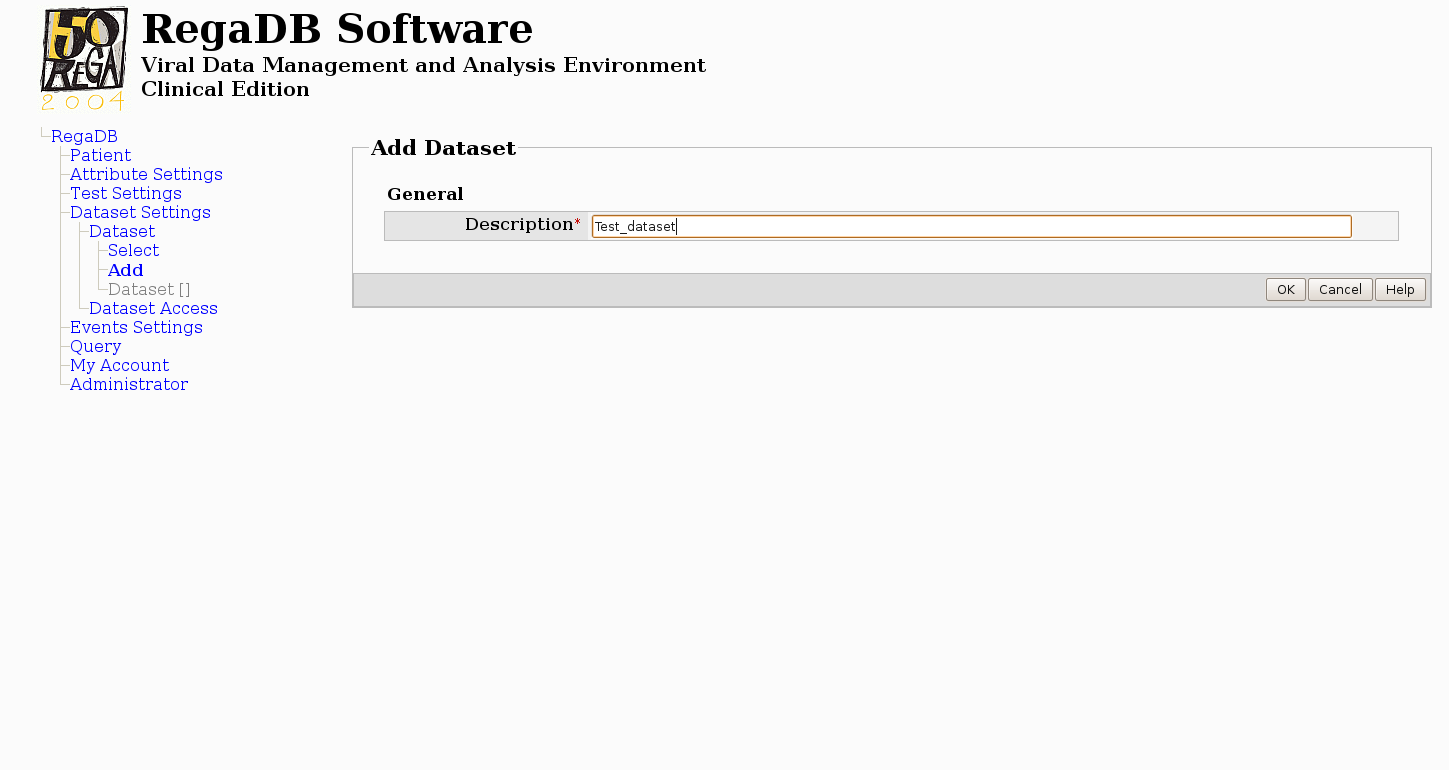 50
REGA
2004
RegaDB Software
Viral Data Management and Analysis Environment
Clinical Edition
RegaDB
Patient
Attribute Settings
Test Settings
Dataset Settings
Dataset
Select
Add
Dataset []
Dataset Access
Events Settings
Query
My Account
Administrator
Add Dataset
General
Description* Test_dataset
OK Cancel Help